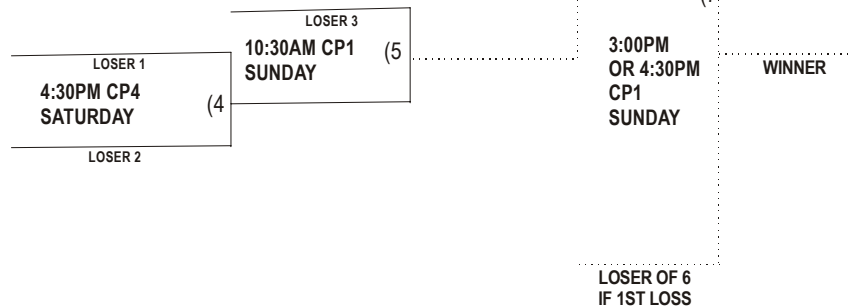 LOSER 3
10:30AM CP1
SUNDAY
(5
LOSER 1
4:30PM CP4
SATURDAY
(4
LOSER 2
3:00PM
OR 4:30PM
CP1
SUNDAY
WINNER
LOSER OF 6
IF 1ST LOSS